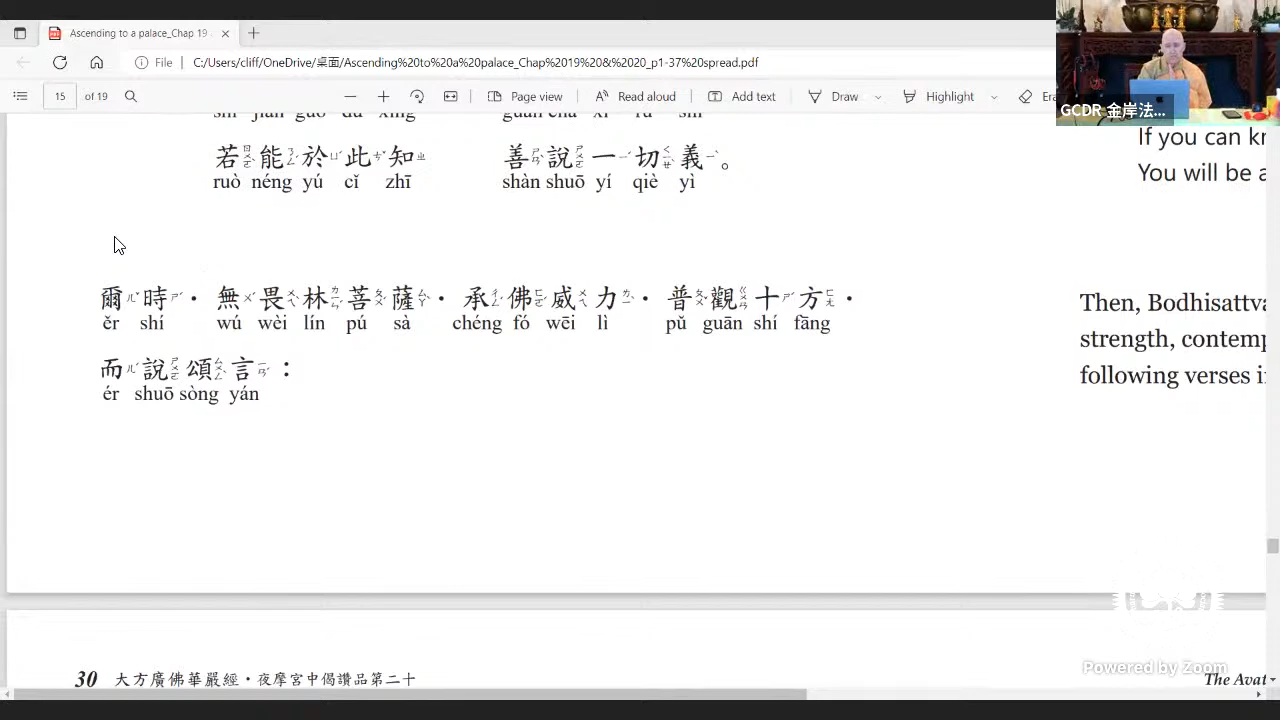 Ascending to a palace_Chap 19
File C:/Users/cliff/OneDrive/桌面/Ascending%20to%20a%20palace_Chap%2019%20&%2020_p1-37%20spread.pdf
15 of 19 Page view Read aloud Add text Draw Highlight
GCDR 金岸法...
若能於此知 善說一切義。
ruò néng yú cǐ zhī shàn shuō yí qiè yì
If you can
You will be
爾時・無畏林菩薩・承佛威力・普觀十方・
ěr shí wú wèi lín pú sà chéng fó wēi lì pǔ guān shí fāng
而說頌言：
ér shuō sòng yán
Then,
strength,
following verses
30 大方廣佛華嚴經・夜摩宮中偈讚品第二十
The
Powered by Zoom